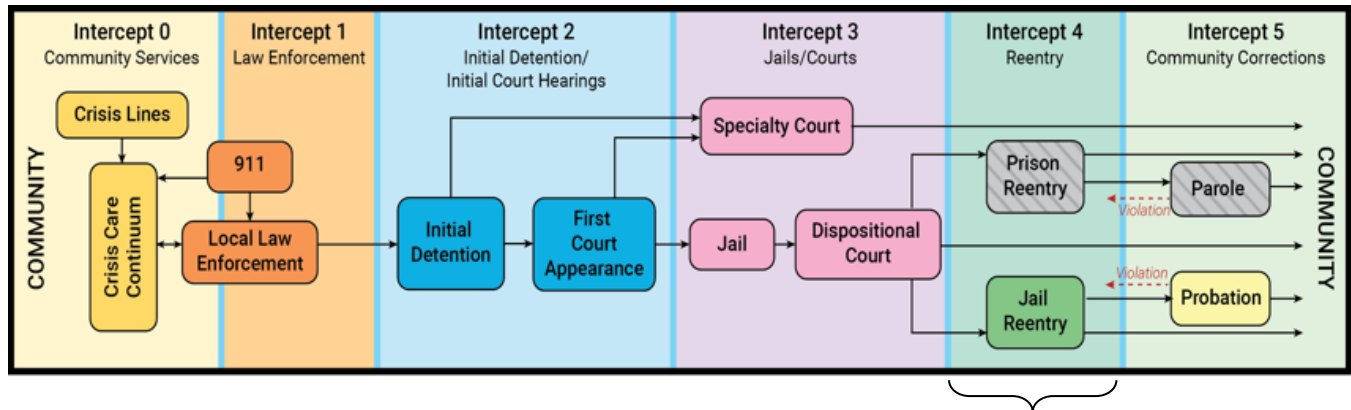 Intercept 0
Community Services
Intercept 1
Law Enforcement
Intercept 2
Initial Detention/
Initial Court Hearings
Intercept 3
Jails/Courts
Intercept 4
Reentry
Intercept 5
Community Corrections
COMMUNITY
Crisis Lines
Crisis Care
Continuum
911
Local Law
Enforcement
Initial
Detention
First
Court
Appearance
Specialty Court
Jail
Dispositional
Court
Prison
Reentry
Violation
Parole
Jail
Reentry
Violation
Probation
COMMUNITY